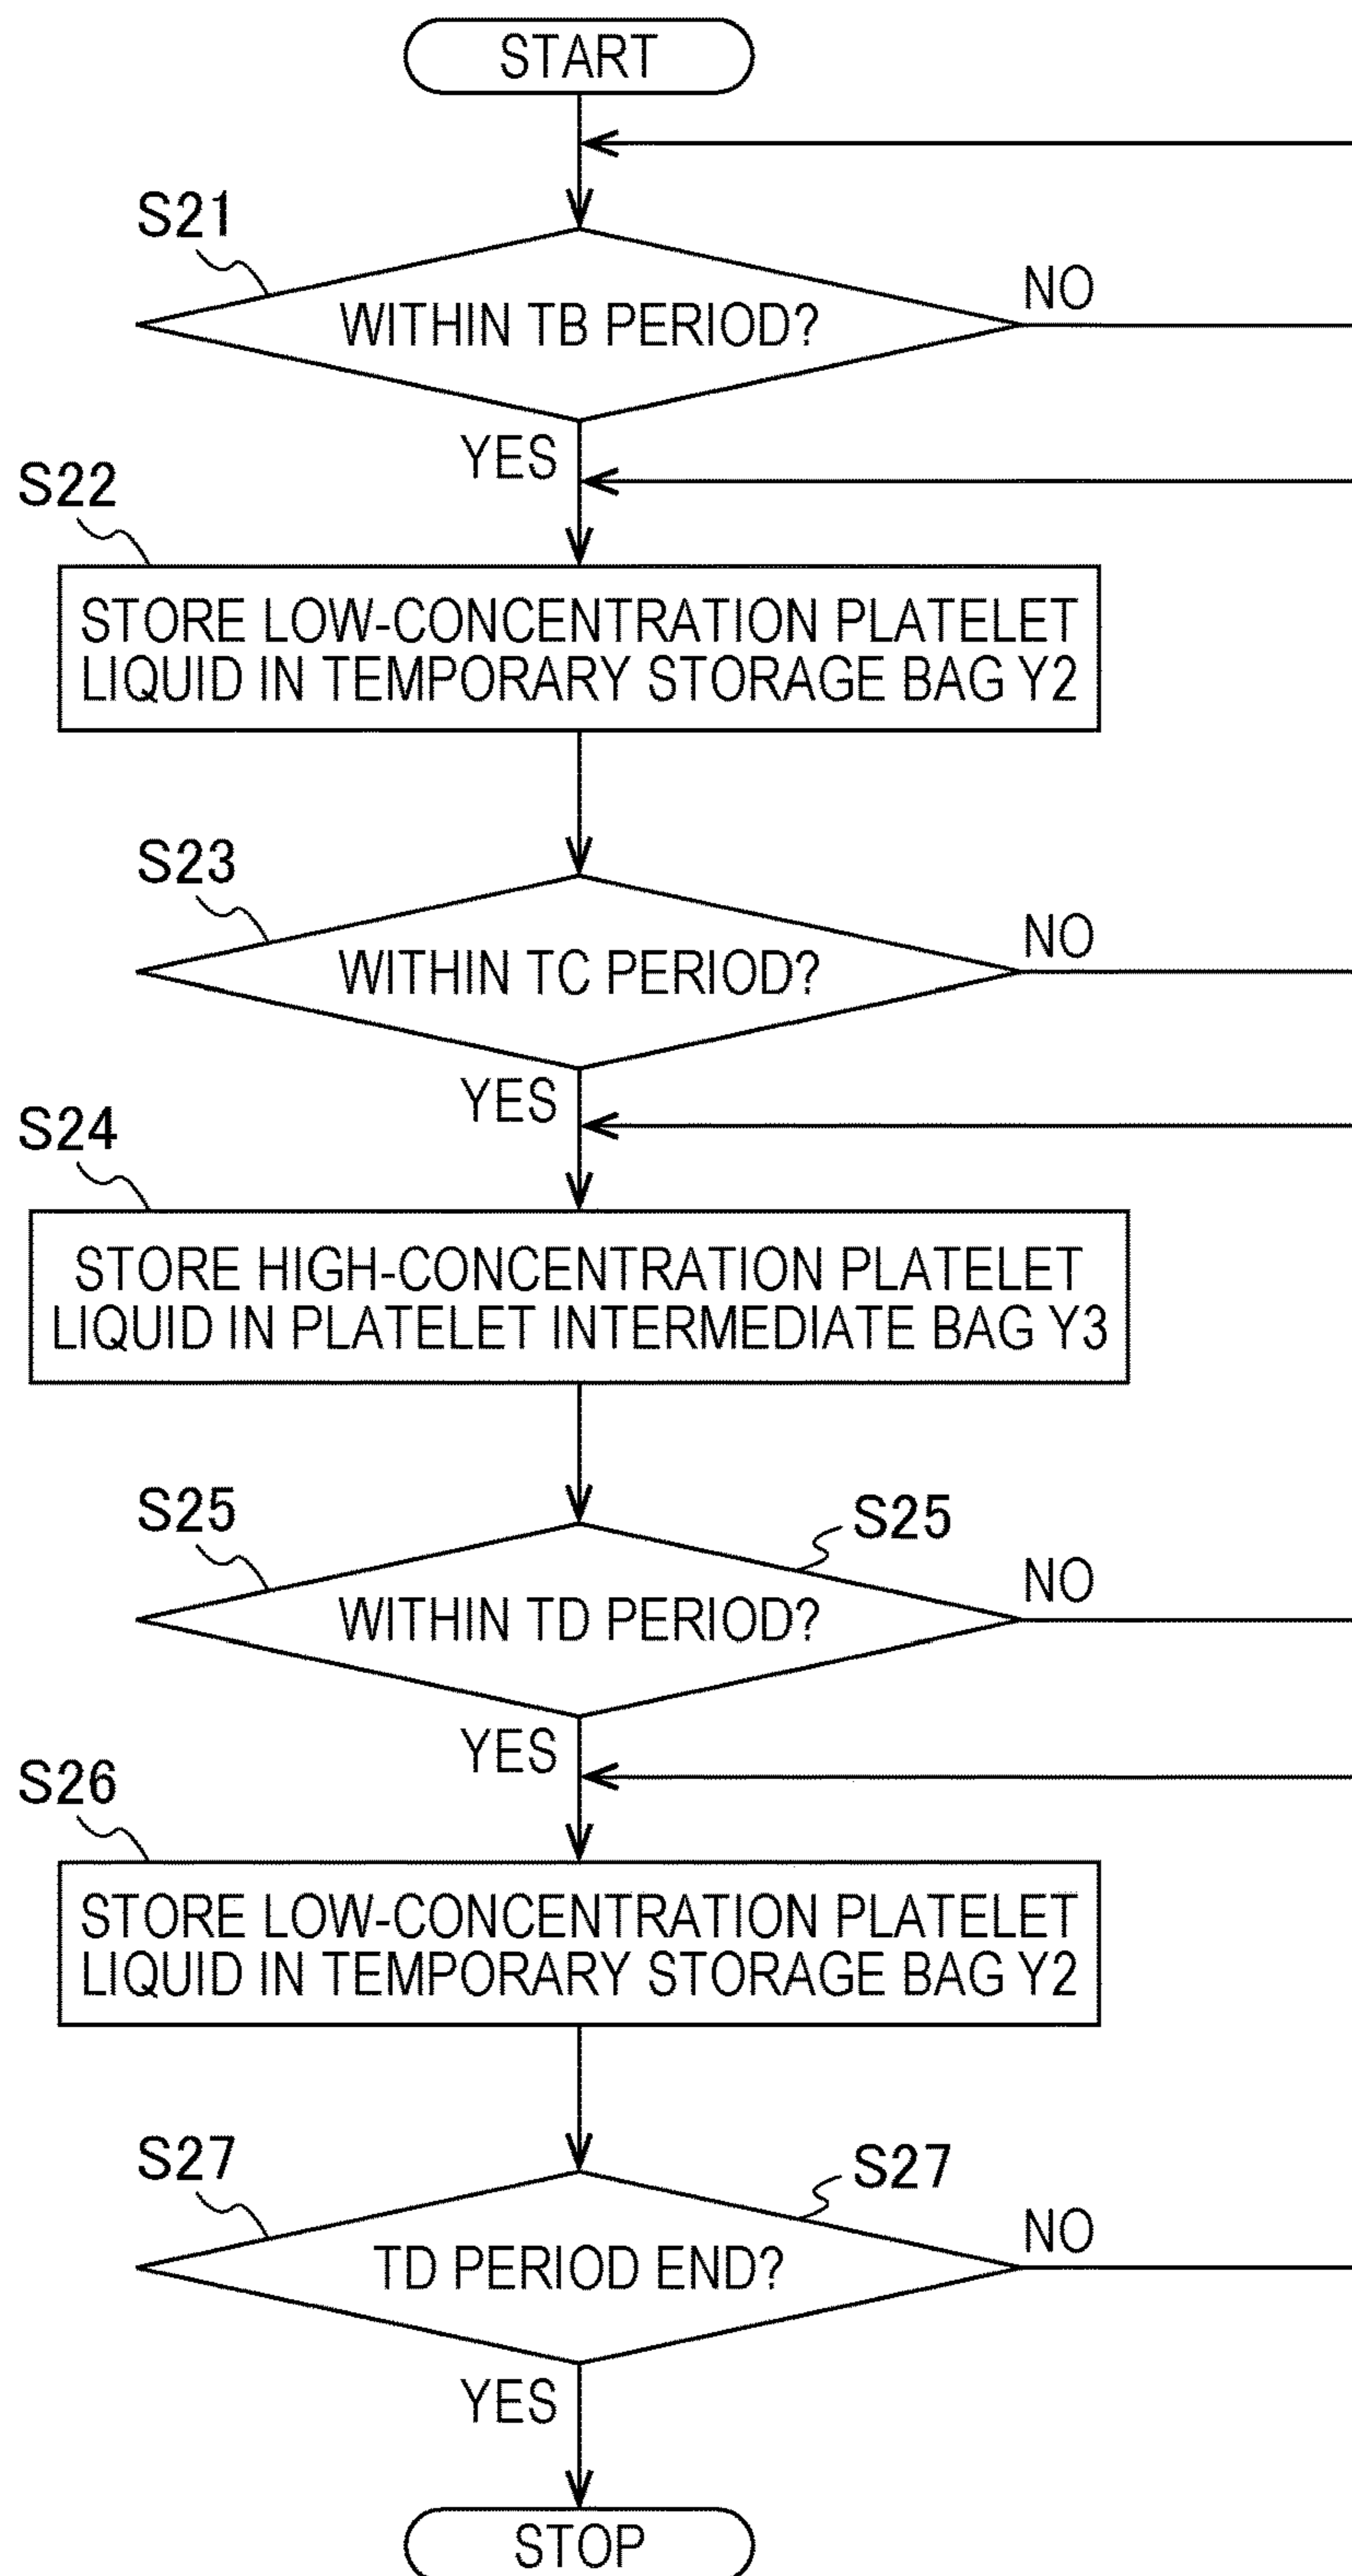 START
S21
WITHIN TB PERIOD?
NO
YES
S22
STORE LOW-CONCENTRATION PLATELET
LIQUID IN TEMPORARY STORAGE BAG Y2
S23
WITHIN TC PERIOD?
NO
YES
S24
STORE HIGH-CONCENTRATION PLATELET
LIQUID IN PLATELET INTERMEDIATE BAG Y3
S25
S25
WITHIN TD PERIOD?
NO
YES
S26
STORE LOW-CONCENTRATION PLATELET
LIQUID IN TEMPORARY STORAGE BAG Y2
S27
S27
TD PERIOD END?
NO
YES
STOP